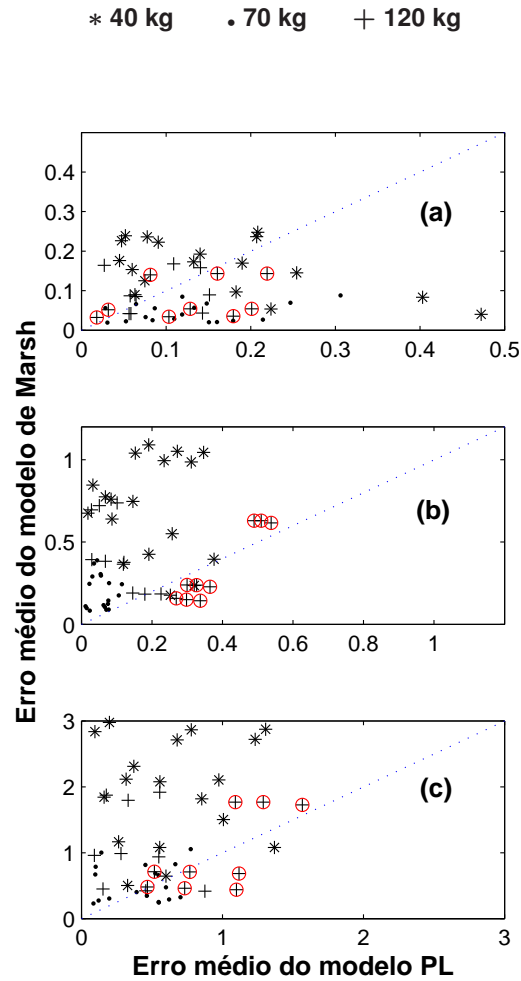 * 40 kg • 70 kg + 120 kg
Erro médio do modelo de Marsh
0.4
0.3
0.2
0.1
0
0 0.1 0.2 0.3 0.4 0.5
(a)
1
0.5
0
0 0.2 0.4 0.6 0.8 1
(b)
3
2
1
0
0 1 2 3
(c)
Erro médio do modelo PL